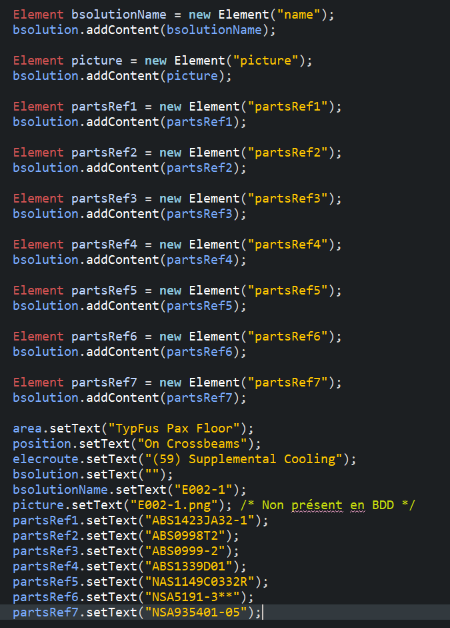 Element bsolutionName = new Element("name");
bsolution.addContent(bsolutionName);
Element picture = new Element("picture");
bsolution.addContent(picture);
Element partsRef1 = new Element("partsRef1");
bsolution.addContent(partsRef1);
Element partsRef2 = new Element("partsRef2");
bsolution.addContent(partsRef2);
Element partsRef3 = new Element("partsRef3");
bsolution.addContent(partsRef3);
Element partsRef4 = new Element("partsRef4");
bsolution.addContent(partsRef4);
Element partsRef5 = new Element("partsRef5");
bsolution.addContent(partsRef5);
Element partsRef6 = new Element("partsRef6");
bsolution.addContent(partsRef6);
Element partsRef7 = new Element("partsRef7");
bsolution.addContent(partsRef7);
area.setText("TypFus Pax Floor");
position.setText("On Crossbeams");
elecroute.setText("(59) Supplemental Cooling");
bsolution.setText("");
bsolutionName.setText("E002-1");
picture.setText("E002-1.png"); /* Non présent en BDD */
partsRef1.setText("ABS1423JA32-1");
partsRef2.setText("ABS0998T2");
partsRef3.setText("ABS0999-2");
partsRef4.setText("ABS1339D01");
partsRef5.setText("NAS1149C0332R");
partsRef6.setText("NSA5191-3**");
partsRef7.setText("NSA935401-05");